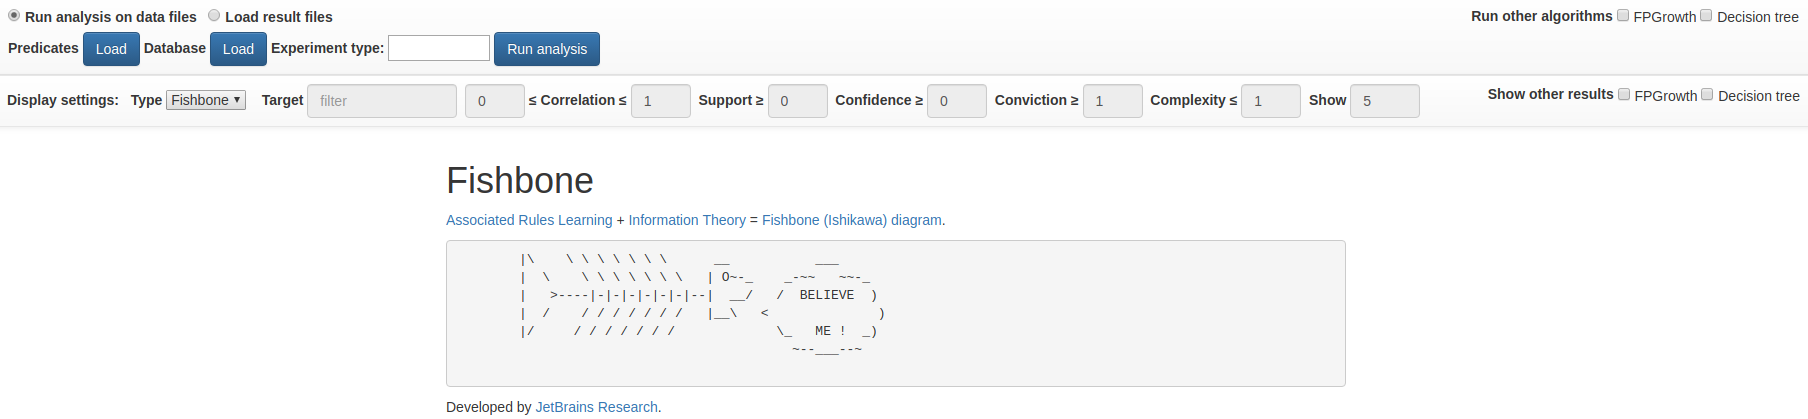 Run analysis on data files Load result files Run other algorithms FPGrowth Decision tree
Predicates Load Database Load Experiment type: Run analysis
Display settings: Type Fishbone Target filter 0 ≤ Correlation ≤ 1 Support ≥ 0 Confidence ≥ 0 Conviction ≥ 1 Complexity ≤ 1 Show 5 Show other results FPGrowth Decision tree
Fishbone
Associated Rules Learning + Information Theory = Fishbone (Ishikawa) diagram.
|\    \ \ \ \ \ \ \      __           ___
|  \    \ \ \ \ \ \ \   | O~-_    _-~~   ~~-_
|   >----|-|-|-|-|-|-|--|  __/   /  BELIEVE  )
|  /    / / / / / / /   |__\   <              )
|/     / / / / / / /             \_   ME !  _)
                                   ~--___--~
Developed by JetBrains Research.